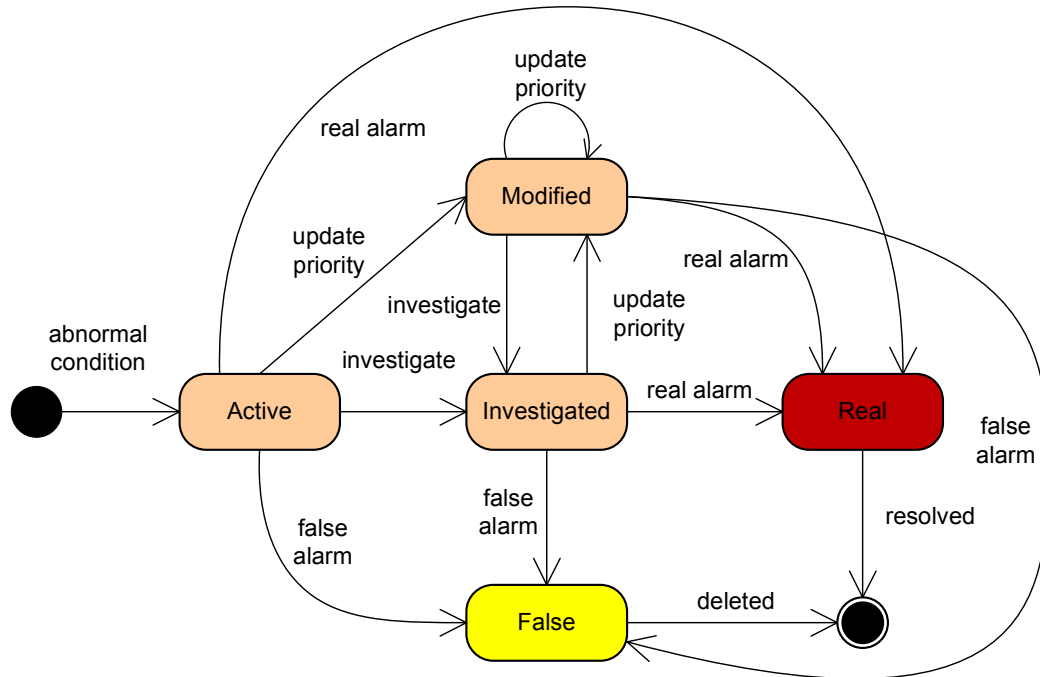 update
priority
real alarm
Modified
update
priority
real alarm
investigate
update
priority
abnormal
condition
investigate
real alarm
Active
Investigated
Real
false
alarm
false
alarm
false
alarm
resolved
deleted
False